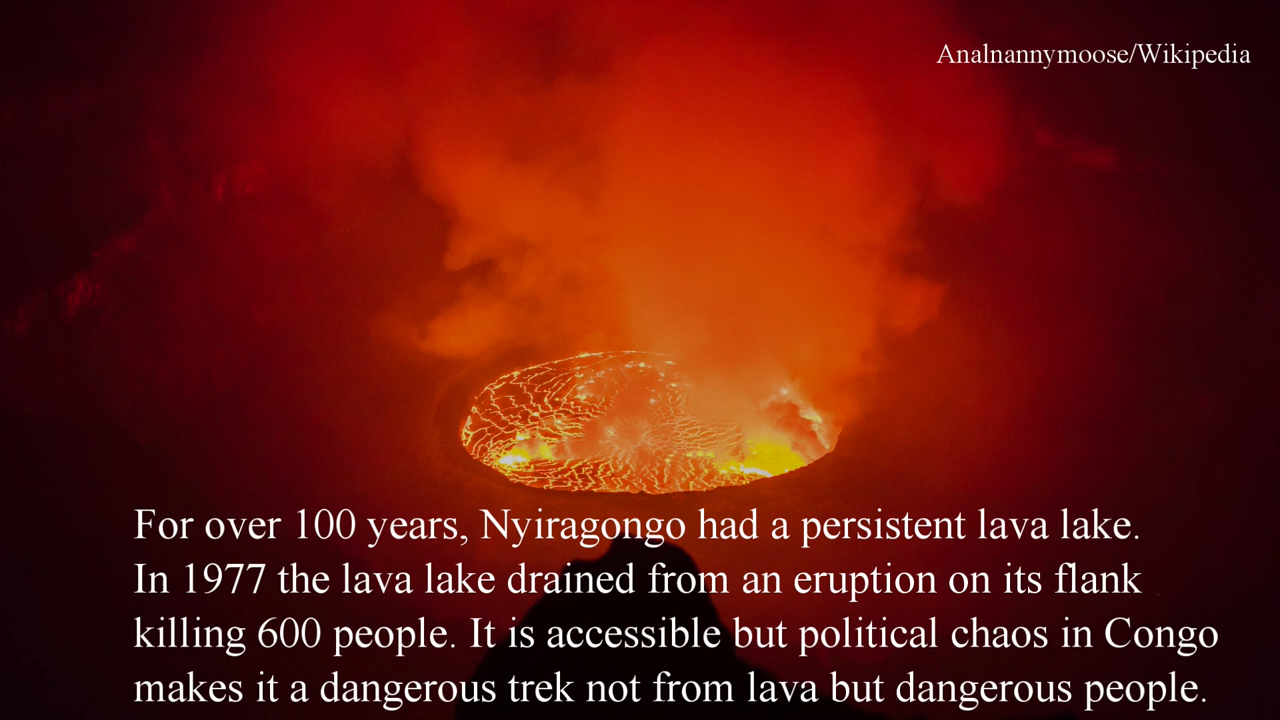 Analnannymoose/Wikipedia
For over 100 years, Nyiragongo had a persistent lava lake.
In 1977 the lava lake drained from an eruption on its flank
killing 600 people. It is accessible but political chaos in Congo
makes it a dangerous trek not from lava but dangerous people.